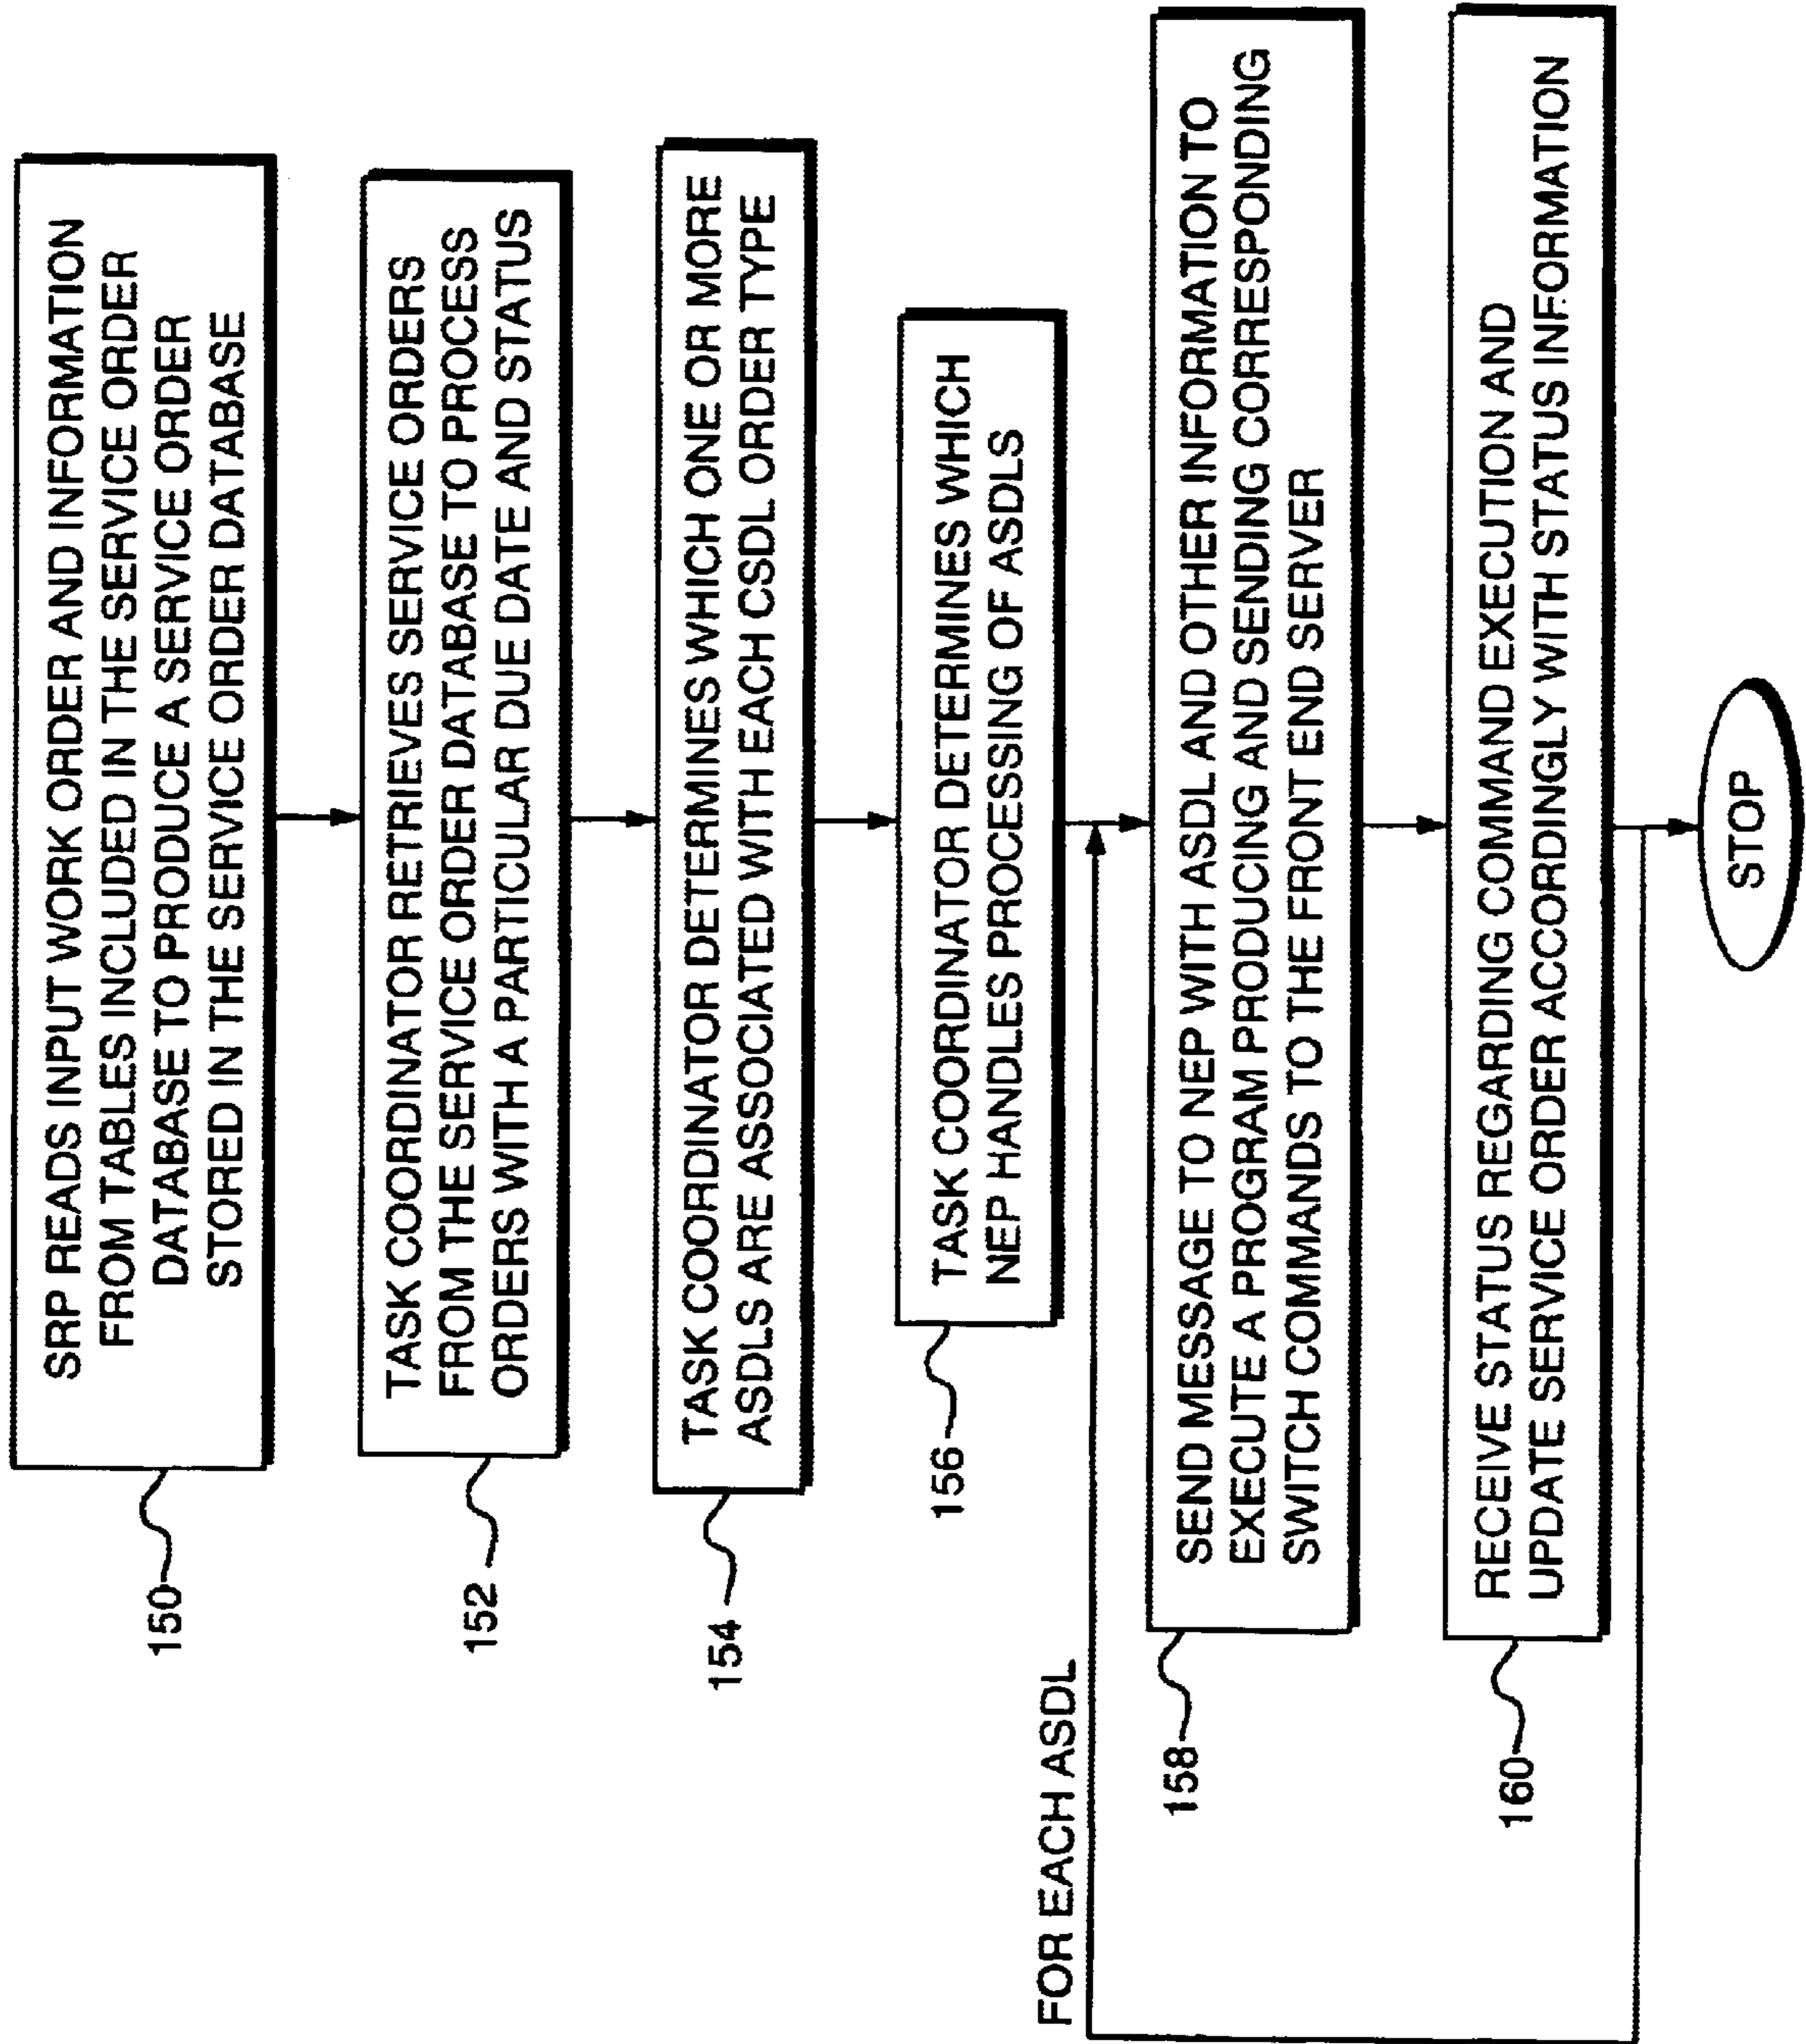 SRP READS INPUT WORK ORDER AND INFORMATION
FROM TABLES INCLUDED IN THE SERVICE ORDER
DATABASE TO PRODUCE A SERVICE ORDER
STORED IN THE SERVICE ORDER DATABASE
150
TASK COORDINATOR RETRIEVES SERVICE ORDERS
FROM THE SERVICE ORDER DATABASE TO PROCESS
ORDERS WITH A PARTICULAR DUE DATE AND STATUS
152
TASK COORDINATOR DETERMINES WHICH ONE OR MORE
ASDLS ARE ASSOCIATED WITH EACH CSDL ORDER TYPE
154
TASK COORDINATOR DETERMINES WHICH
NEP HANDLES PROCESSING OF ASDLS
156
FOR EACH ASDL
SEND MESSAGE TO NEP WITH ASDL AND OTHER INFORMATION TO
EXECUTE A PROGRAM PRODUCING AND SENDING CORRESPONDING
SWITCH COMMANDS TO THE FRONT END SERVER
158
RECEIVE STATUS REGARDING COMMAND EXECUTION AND
UPDATE SERVICE ORDER ACCORDINGLY WITH STATUS INFORMATION
160
STOP